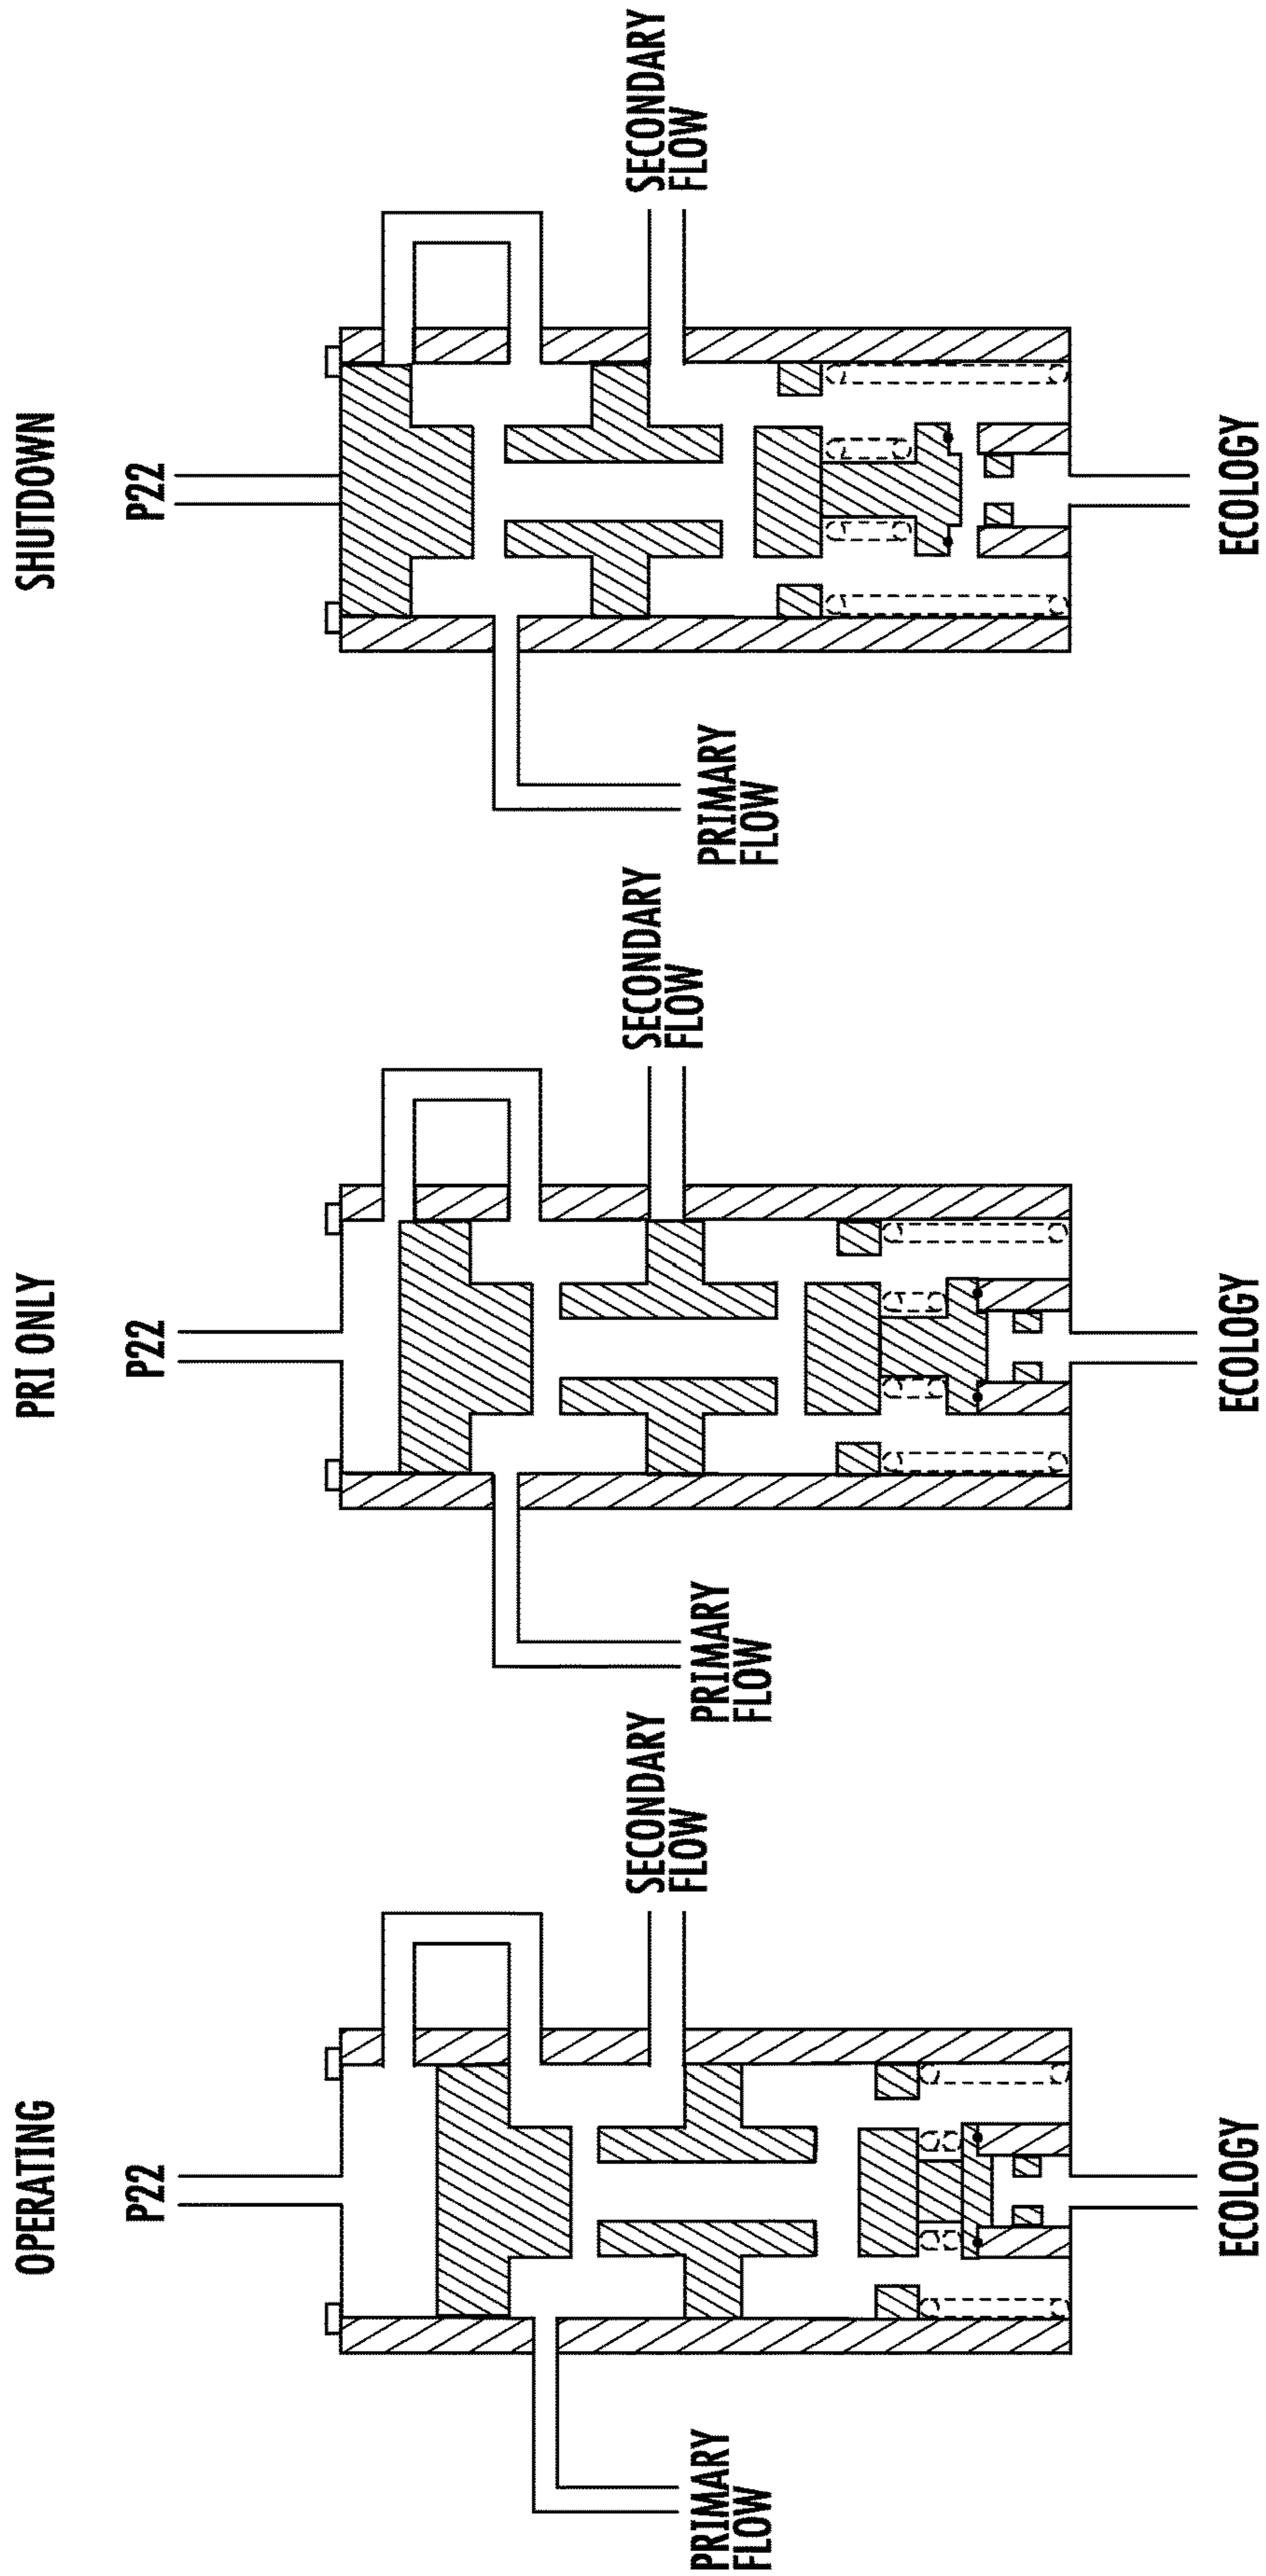 OPERATING
P22
SECONDARY
FLOW
PRIMARY
FLOW
ECOLOGY
PRI ONLY
P22
SECONDARY
FLOW
PRIMARY
FLOW
ECOLOGY
SHUTDOWN
P22
SECONDARY
FLOW
PRIMARY
FLOW
ECOLOGY